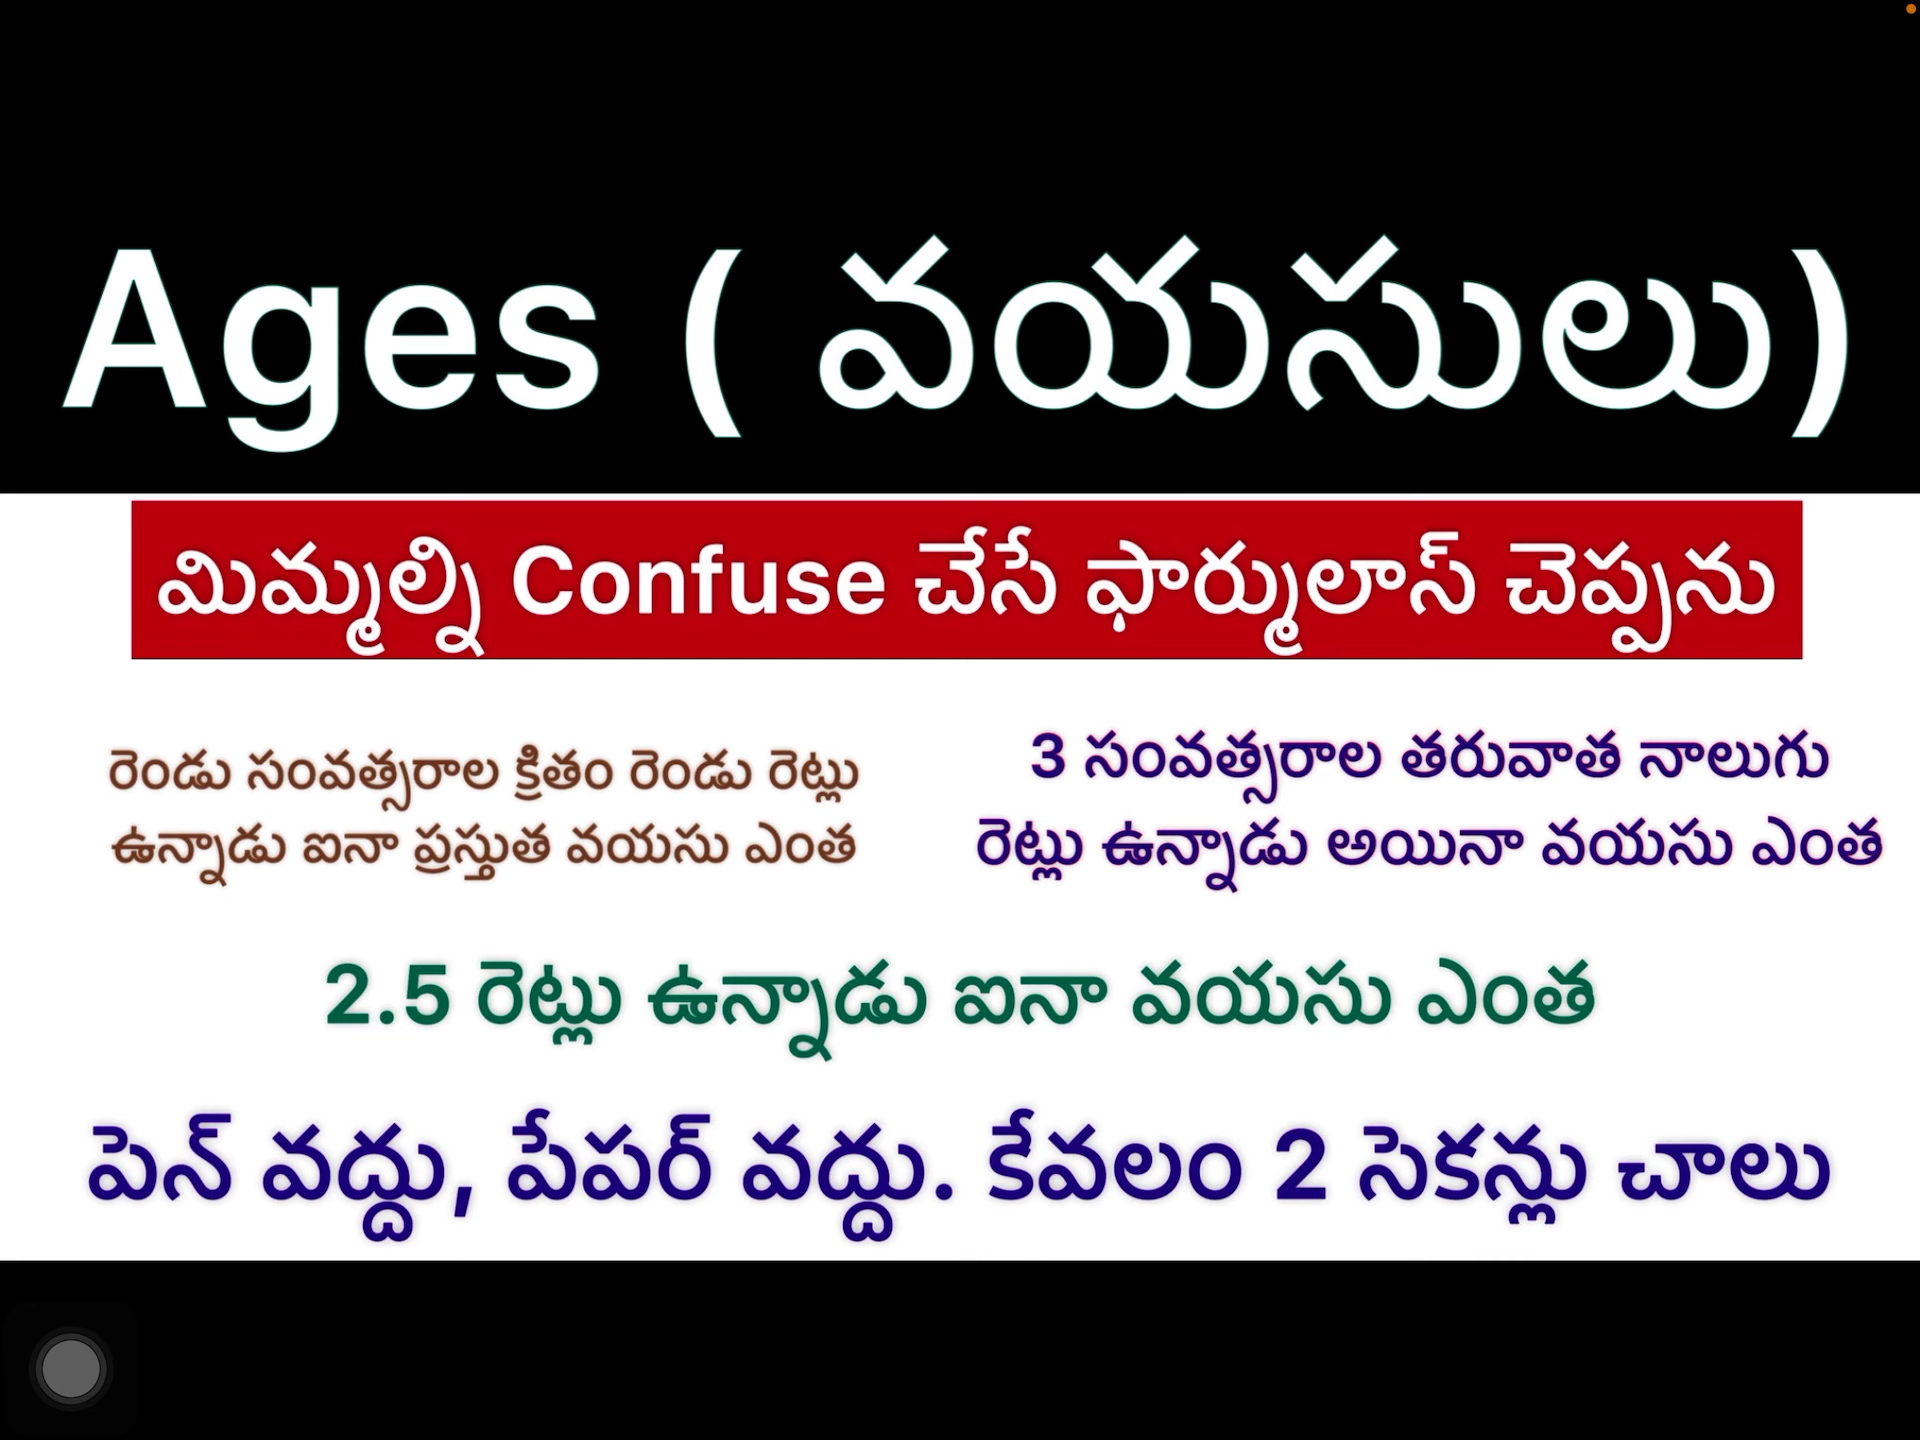 Ages ( వయసులు)
మిమ్మల్ని Confuse చేసే ఫార్ములాస్ చెప్పను
రెండు సంవత్సరాల క్రితం రెండు రెట్లు
ఉన్నాడు ఐనా ప్రస్తుత వయసు ఎంత
3 సంవత్సరాల తరువాత నాలుగు
రెట్లు ఉన్నాడు అయినా వయసు ఎంత
2.5 రెట్లు ఉన్నాడు ఐనా వయసు ఎంత
పెన్ వద్దు, పేపర్ వద్దు. కేవలం 2 సెకన్లు చాలు